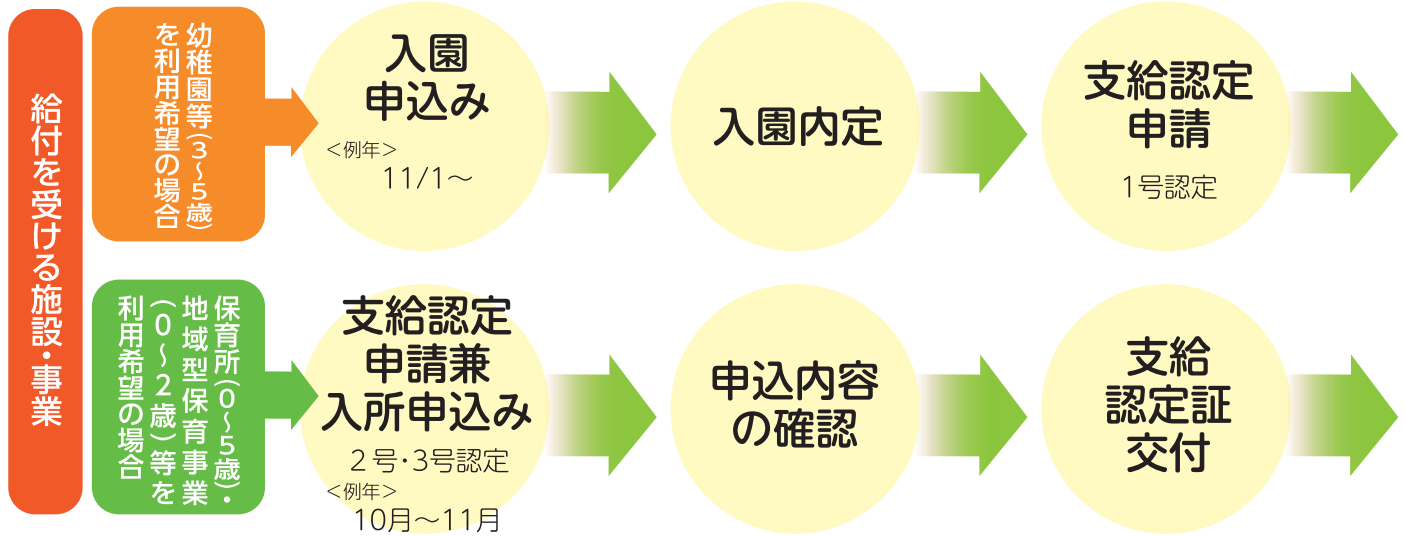 給付を受ける施設・事業
幼稚園等(3～5歳)
を利用希望の場合
入園
申込み
＜例年＞
11/1～
入園内定
支給認定
申請
1号認定
保育所(0～5歳)・
地域型保育事業
(0～2歳)等を
利用希望の場合
支給認定
申請兼
入所申込み
2号・3号認定
＜例年＞
10月～11月
申込内容
の確認
支給
認定証
交付